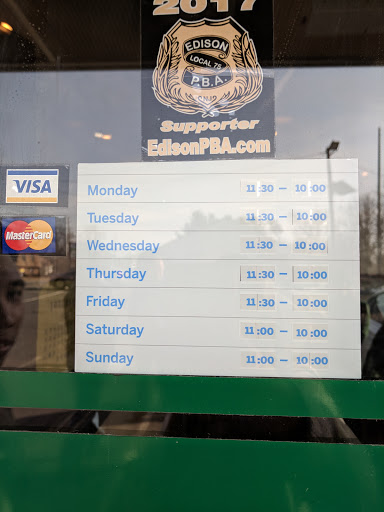 2017
EDISON
LOCAL 75
P.B.A.
Supporter
EdisonPBA.com
VISA
MasterCard
Monday 11:30 – 10:00
Tuesday 11:30 – 10:00
Wednesday 11:30 – 10:00
Thursday 11:30 – 10:00
Friday 11:30 – 10:00
Saturday 11:00 – 10:00
Sunday 11:00 – 10:00